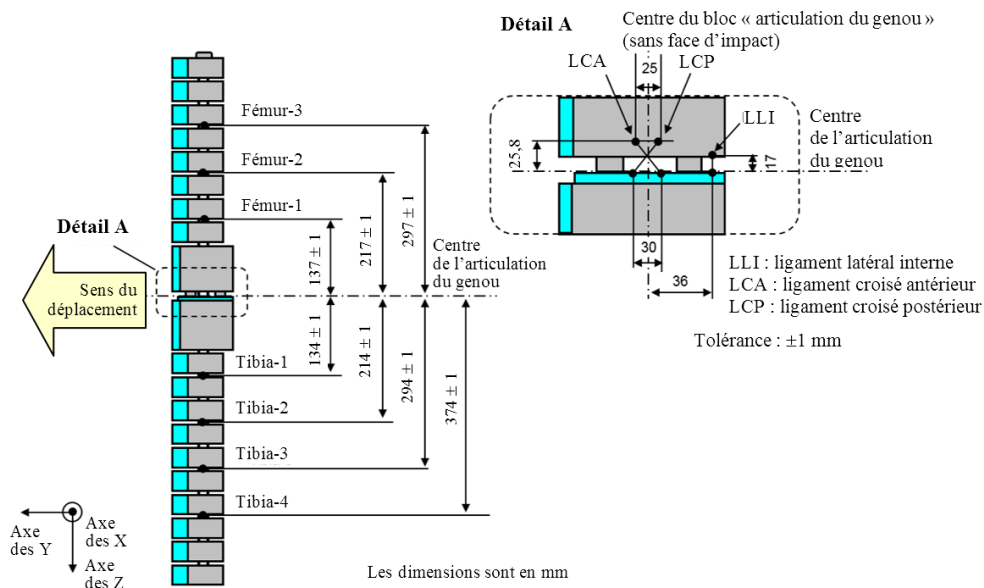 Détail A
Centre du bloc « articulation du genou »
(sans face d’impact)
LCA
LCP
25
LLI
Centre
de l’articulation
du genou
25,8
17
30
36
LLI : ligament latéral interne
LCA : ligament croisé antérieur
LCP : ligament croisé postérieur
Tolérance : ±1 mm
Fémur-3
Fémur-2
Fémur-1
Détail A
Sens du
déplacement
137 ± 1
217 ± 1
297 ± 1
Centre
de l’articulation
du genou
134 ± 1
214 ± 1
294 ± 1
374 ± 1
Tibia-1
Tibia-2
Tibia-3
Tibia-4
Axe
des Y
Axe
des X
Axe
des Z
Les dimensions sont en mm